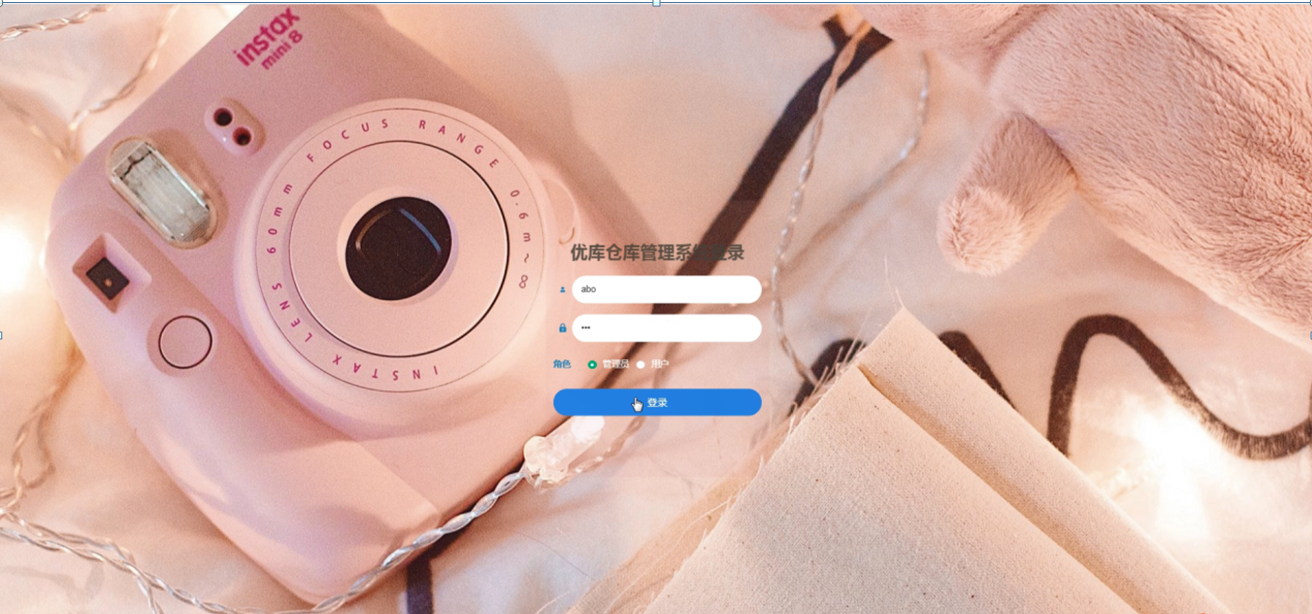 instax
mini 8
FOCUS RANGE 0.6m~∞
INSTAX LENS 60mm
优库仓库管理系统登录
abo
•••
角色 管理员 用户
登录